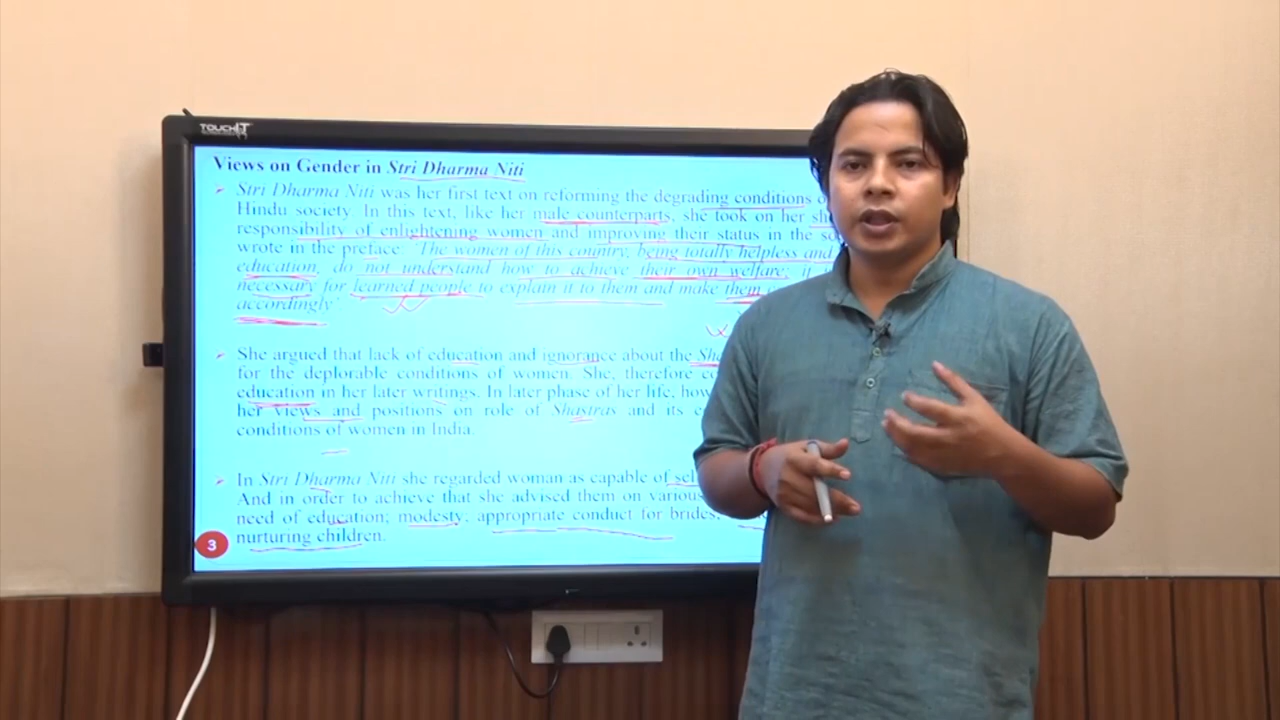 TOUCHIT
Views on Gender in Stri Dharma Niti
Stri Dharma Niti was her first text on reforming the degrading conditions
Hindu society. In this text, like her male counterparts, she took on her
responsibility of enlightening women and improving their status in the
wrote in the preface: 'The women of this country, being totally helpless and
education, do not understand how to achieve their own welfare; it
necessary for learned people to explain it to them and make them
accordingly'
She argued that lack of education and ignorance about the
for the deplorable conditions of women. She, therefore
education in her later writings. In later phase of her life,
her views and positions on role of Shastras and its
conditions of women in India.
In Stri Dharma Niti she regarded woman as capable of
And in order to achieve that she advised them on various
need of education; modesty; appropriate conduct for brides;
nurturing children.
3